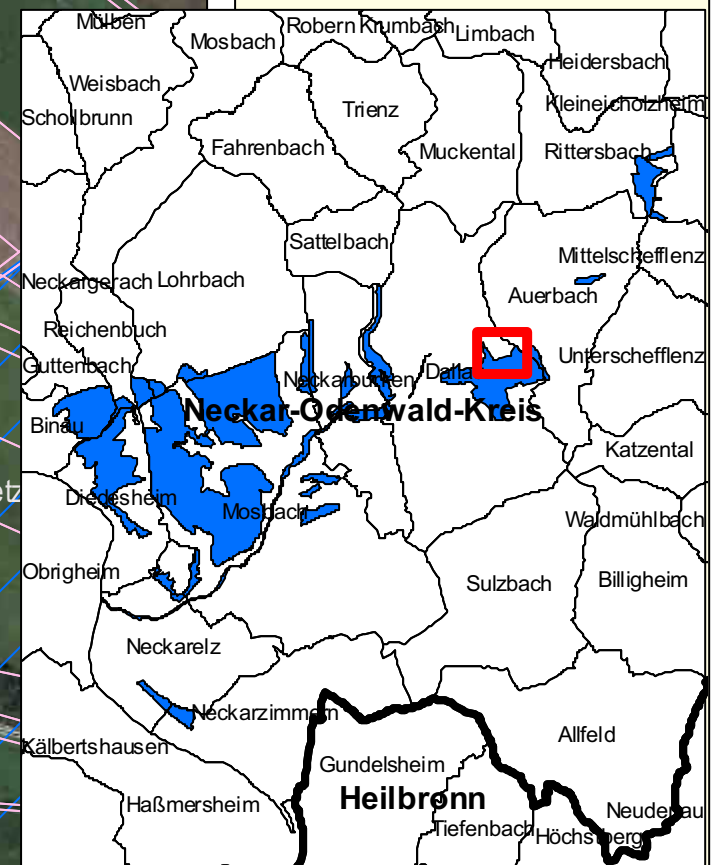 Mülben
Mosbach
Robern
Krumbach
Limbach
Heidersbach
Weisbach
Schollbrunn
Trienz
Kleineicholzheim
Fahrenbach
Muckental
Rittersbach
Sattelbach
Mittelschefflenz
Neckargerach
Lohrbach
Auerbach
Reichenbuch
Guttenbach
Unterschefflenz
Neckarburken
Dalla
Neckar-Odenwald-Kreis
Binau
Katzental
etz
Diedesheim
Mosbach
Waldmühlbach
Obrigheim
Sulzbach
Billigheim
Neckarelz
Neckarzimmern
Kälbertshausen
Allfeld
Gundelsheim
Heilbronn
Haßmersheim
Neudenau
Tiefenbach
Höchstberg